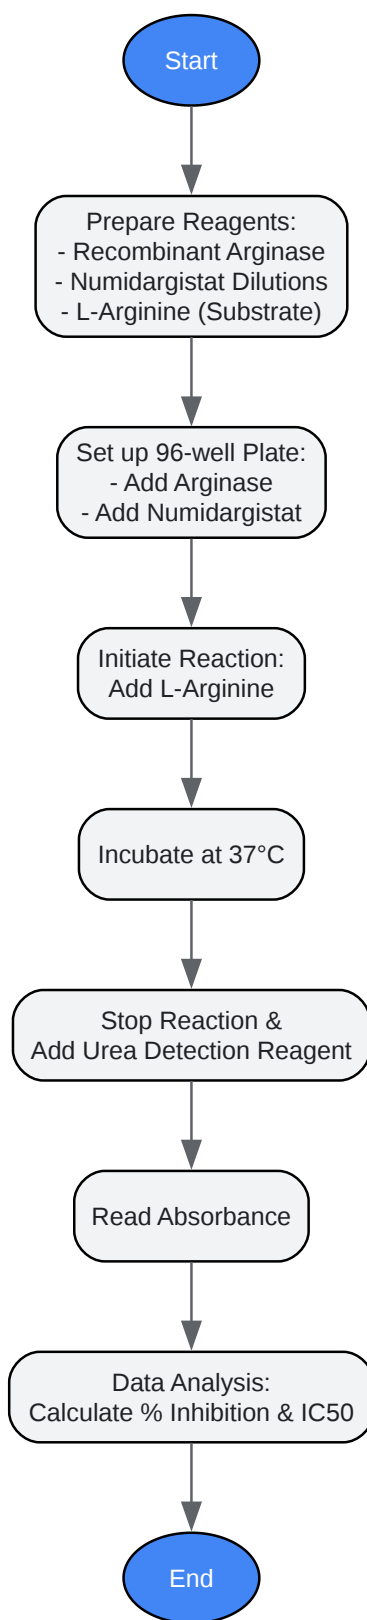 Start
Prepare Reagents:
- Recombinant Arginase
- Numidargistat Dilutions
- L-Arginine (Substrate)
Set up 96-well Plate:
- Add Arginase
- Add Numidargistat
Initiate Reaction:
Add L-Arginine
Incubate at 37°C
Stop Reaction &
Add Urea Detection Reagent
Read Absorbance
Data Analysis:
Calculate % Inhibition & IC50
End